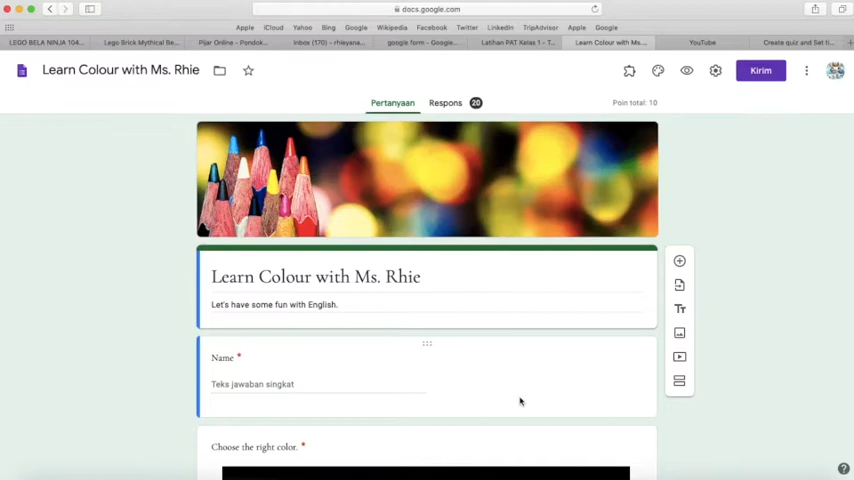 docs.google.com
Apple iCloud Yahoo Bing Google Wikipedia Facebook Twitter LinkedIn TripAdvisor Apple Google
LEGO BELA NINJA 104... Lego Brick Mythical Be... Pijar Online - Pondok... Inbox (170) - rhieyana... google form - Google... Latihan PAT Kelas 1 - T... Learn Colour with Ms.... YouTube Create quiz and Set ti...
Learn Colour with Ms. Rhie
Kirim
Pertanyaan Respons 20
Poin total: 10
Learn Colour with Ms. Rhie
Let's have some fun with English.
Name *
Teks jawaban singkat
Choose the right color. *